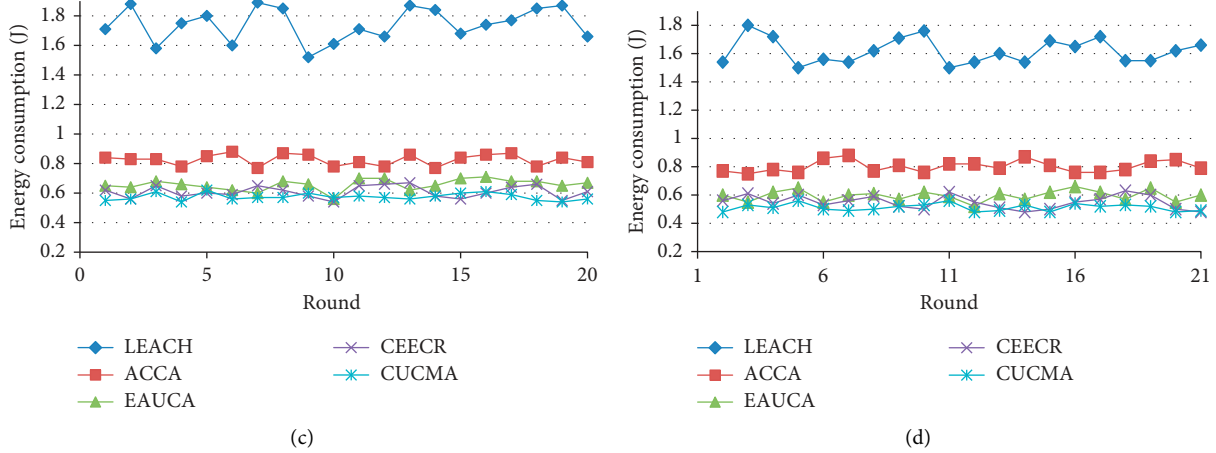 Energy consumption (J)
1.8
1.6
1.4
1.2
1
0.8
0.6
0.4
0.2
0 5 10 15 20
Round
LEACH CEECR
ACCA CUCMA
EAUCA
(c)
Energy consumption (J)
1.8
1.6
1.4
1.2
1
0.8
0.6
0.4
0.2
1 6 11 16 21
Round
LEACH CEECR
ACCA CUCMA
EAUCA
(d)